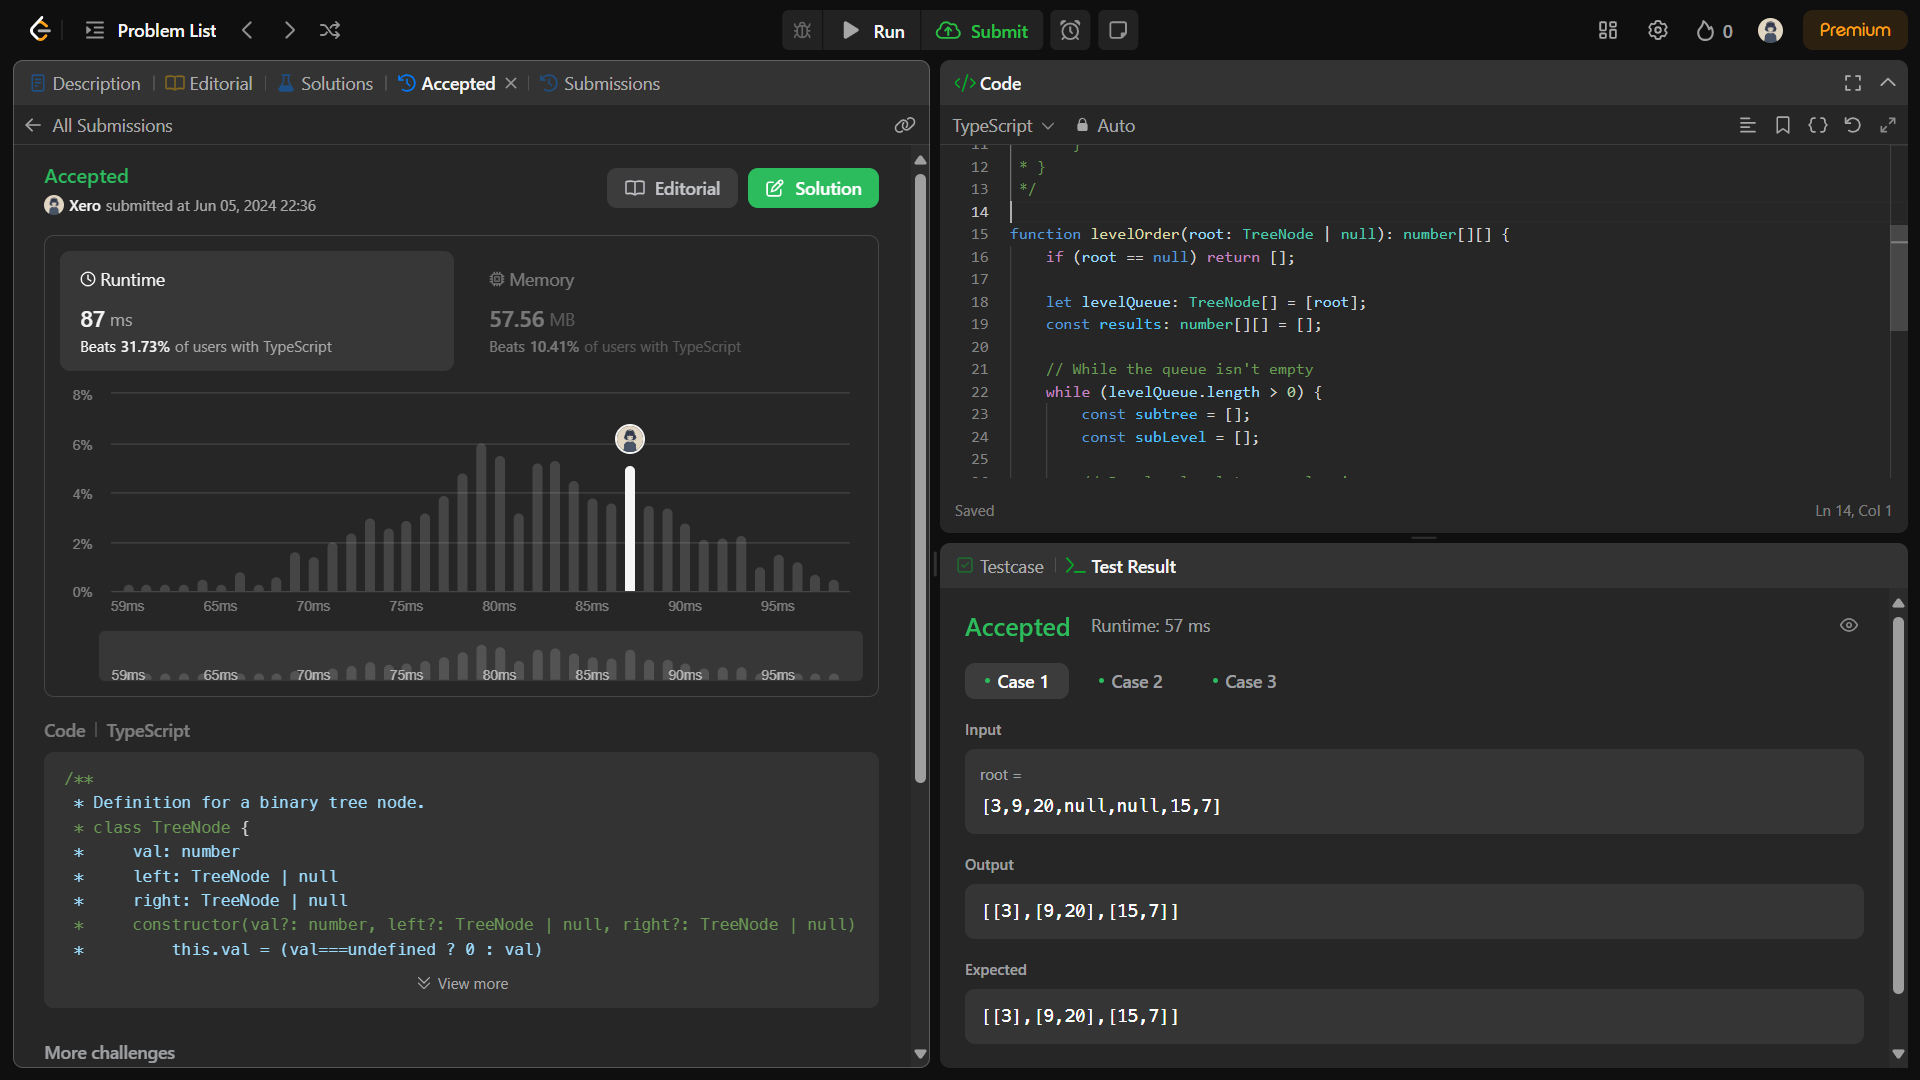 Problem List
Run
Submit
0
Premium
Description
Editorial
Solutions
Accepted
Submissions
All Submissions
Accepted
Xero submitted at Jun 05, 2024 22:36
Editorial
Solution
Runtime
87 ms
Beats 31.73% of users with TypeScript
Memory
57.56 MB
Beats 10.41% of users with TypeScript
8%
6%
4%
2%
0%
59ms 65ms 70ms 75ms 80ms 85ms 90ms 95ms
59ms 65ms 70ms 75ms 80ms 85ms 90ms 95ms
Code | TypeScript
/**
 * Definition for a binary tree node.
 * class TreeNode {
 *     val: number
 *     left: TreeNode | null
 *     right: TreeNode | null
 *     constructor(val?: number, left?: TreeNode | null, right?: TreeNode | null)
 *         this.val = (val===undefined ? 0 : val)
View more
More challenges
</> Code
TypeScript
Auto
11 }
12 * }
13 */
14
15 function levelOrder(root: TreeNode | null): number[][] {
16     if (root == null) return [];
17
18     let levelQueue: TreeNode[] = [root];
19     const results: number[][] = [];
20
21     // While the queue isn't empty
22     while (levelQueue.length > 0) {
23         const subtree = [];
24         const subLevel = [];
25
Saved
Ln 14, Col 1
Testcase
Test Result
Accepted
Runtime: 57 ms
Case 1
Case 2
Case 3
Input
root =
[3,9,20,null,null,15,7]
Output
[[3],[9,20],[15,7]]
Expected
[[3],[9,20],[15,7]]